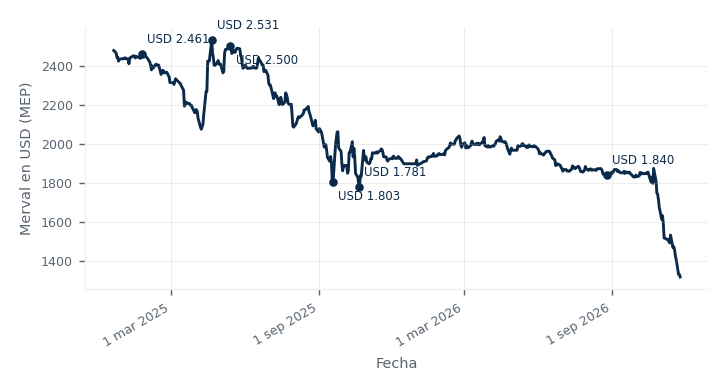 USD 2.531
USD 2.461
USD 2.500
USD 1.840
USD 1.781
USD 1.803
2400
2200
2000
1800
1600
1400
Merval en USD (MEP)
1 mar 2025
1 sep 2025
1 mar 2026
1 sep 2026
Fecha